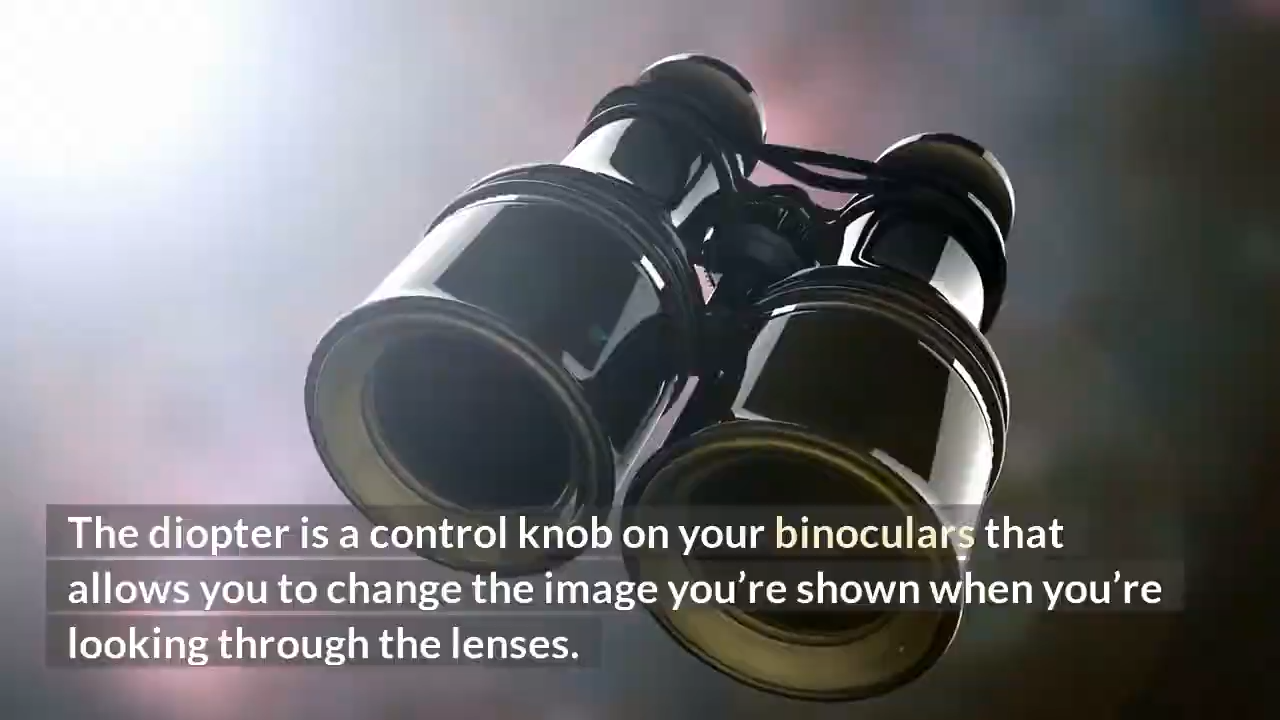 The diopter is a control knob on your binoculars that
allows you to change the image you’re shown when you’re
looking through the lenses.